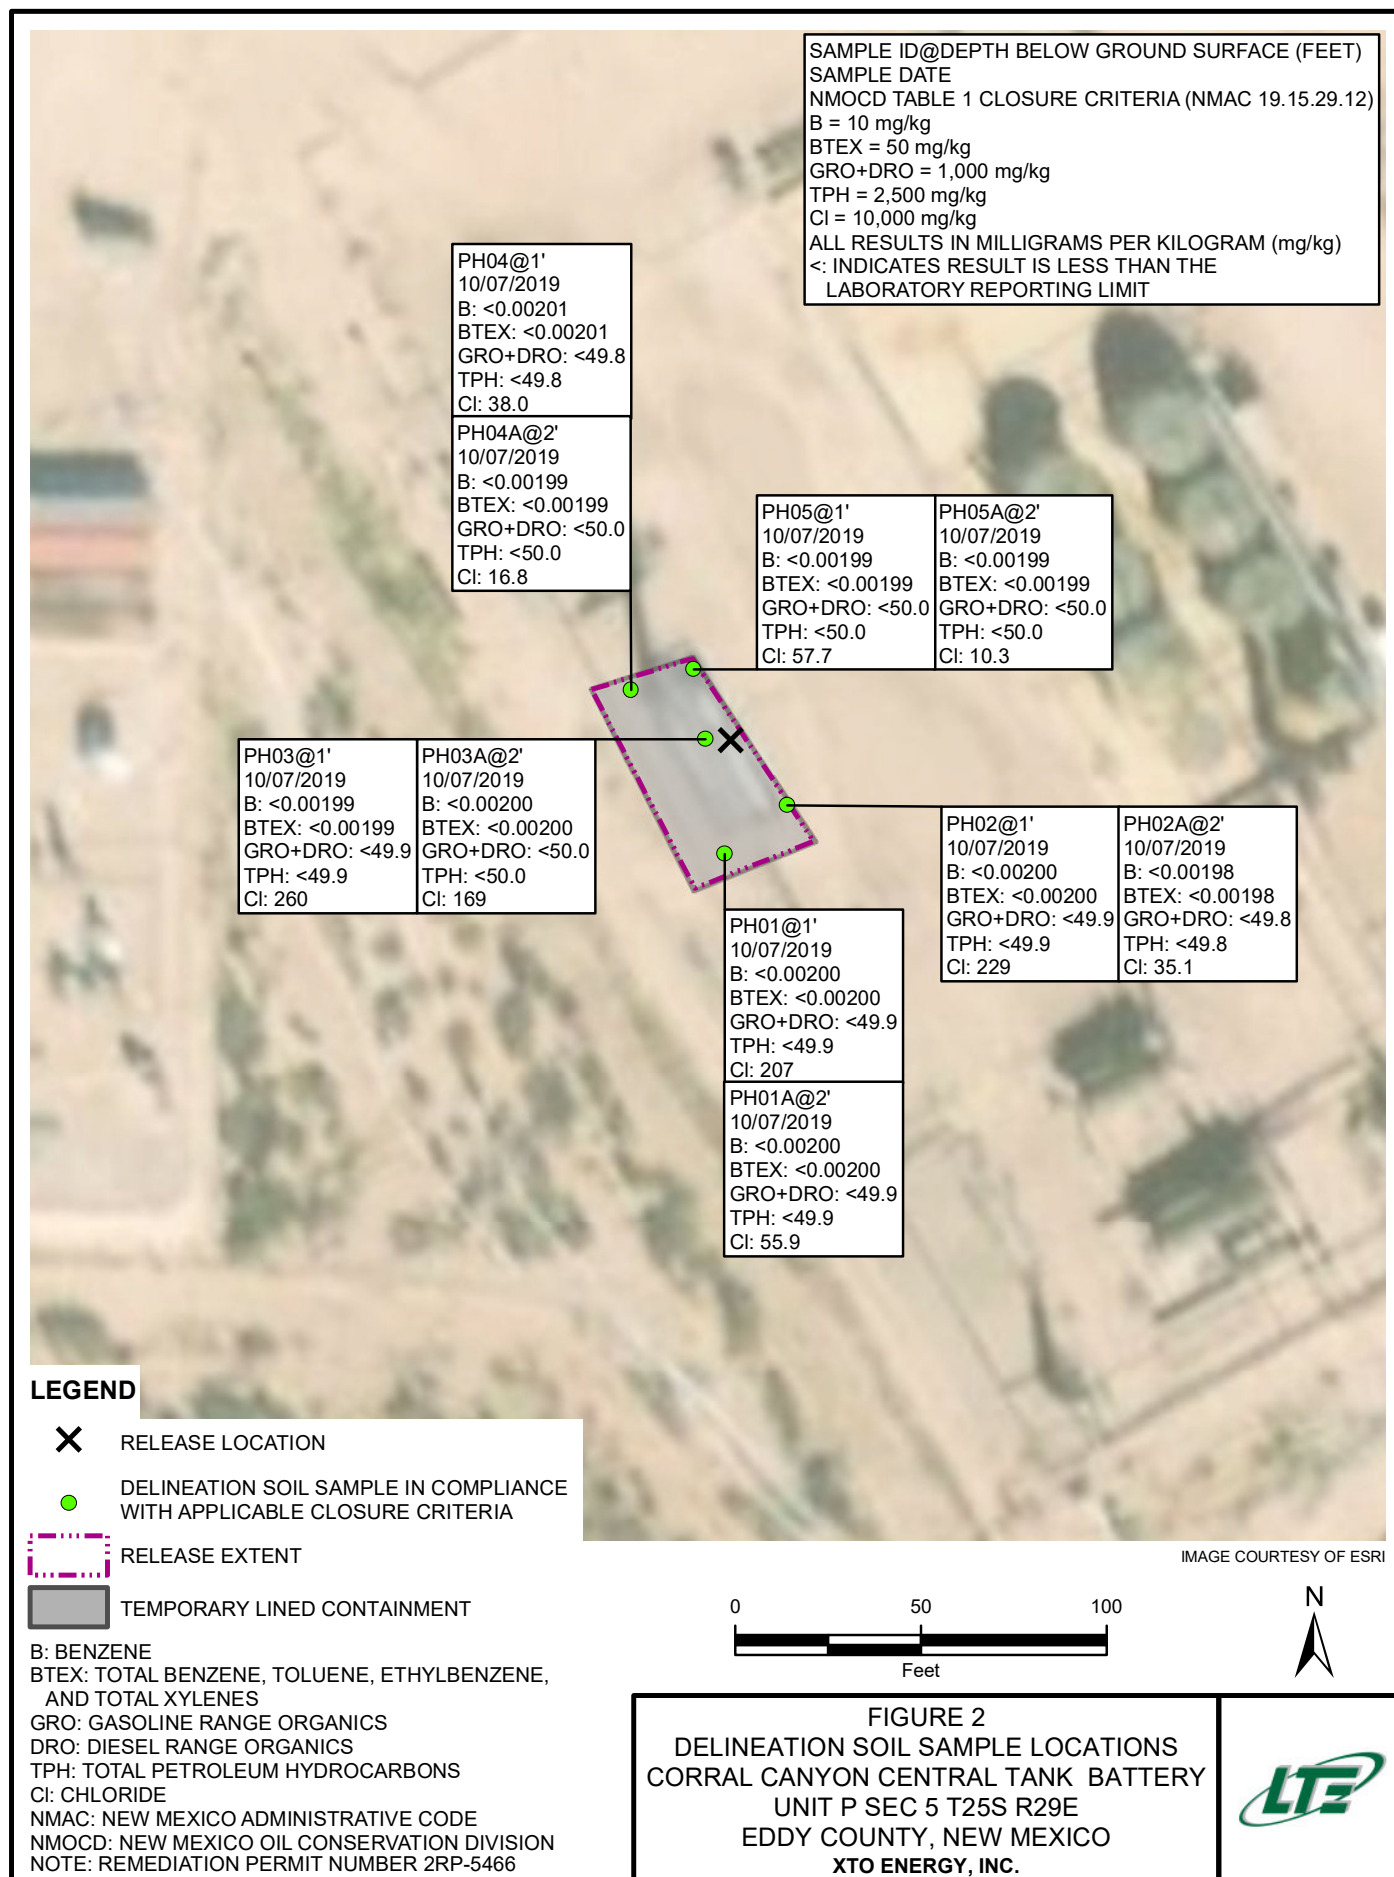 SAMPLE ID@DEPTH BELOW GROUND SURFACE (FEET)
SAMPLE DATE
NMOCD TABLE 1 CLOSURE CRITERIA (NMAC 19.15.29.12)
B = 10 mg/kg
BTEX = 50 mg/kg
GRO+DRO = 1,000 mg/kg
TPH = 2,500 mg/kg
Cl = 10,000 mg/kg
ALL RESULTS IN MILLIGRAMS PER KILOGRAM (mg/kg)
<: INDICATES RESULT IS LESS THAN THE
LABORATORY REPORTING LIMIT
PH04@1'
10/07/2019
B: <0.00201
BTEX: <0.00201
GRO+DRO: <49.8
TPH: <49.8
Cl: 38.0
PH04A@2'
10/07/2019
B: <0.00199
BTEX: <0.00199
GRO+DRO: <50.0
TPH: <50.0
Cl: 16.8
PH05@1'
10/07/2019
B: <0.00199
BTEX: <0.00199
GRO+DRO: <50.0
TPH: <50.0
Cl: 57.7
PH05A@2'
10/07/2019
B: <0.00199
BTEX: <0.00199
GRO+DRO: <50.0
TPH: <50.0
Cl: 10.3
PH03@1'
10/07/2019
B: <0.00199
BTEX: <0.00199
GRO+DRO: <49.9
TPH: <49.9
Cl: 260
PH03A@2'
10/07/2019
B: <0.00200
BTEX: <0.00200
GRO+DRO: <50.0
TPH: <50.0
Cl: 169
PH02@1'
10/07/2019
B: <0.00200
BTEX: <0.00200
GRO+DRO: <49.9
TPH: <49.9
Cl: 229
PH02A@2'
10/07/2019
B: <0.00198
BTEX: <0.00198
GRO+DRO: <49.8
TPH: <49.8
Cl: 35.1
PH01@1'
10/07/2019
B: <0.00200
BTEX: <0.00200
GRO+DRO: <49.9
TPH: <49.9
Cl: 207
PH01A@2'
10/07/2019
B: <0.00200
BTEX: <0.00200
GRO+DRO: <49.9
TPH: <49.9
Cl: 55.9
LEGEND
RELEASE LOCATION
DELINEATION SOIL SAMPLE IN COMPLIANCE
WITH APPLICABLE CLOSURE CRITERIA
RELEASE EXTENT
TEMPORARY LINED CONTAINMENT
B: BENZENE
BTEX: TOTAL BENZENE, TOLUENE, ETHYLBENZENE,
AND TOTAL XYLENES
GRO: GASOLINE RANGE ORGANICS
DRO: DIESEL RANGE ORGANICS
TPH: TOTAL PETROLEUM HYDROCARBONS
Cl: CHLORIDE
NMAC: NEW MEXICO ADMINISTRATIVE CODE
NMOCD: NEW MEXICO OIL CONSERVATION DIVISION
NOTE: REMEDIATION PERMIT NUMBER 2RP-5466
IMAGE COURTESY OF ESRI
0 50 100
Feet
N
FIGURE 2
DELINEATION SOIL SAMPLE LOCATIONS
CORRAL CANYON CENTRAL TANK BATTERY
UNIT P SEC 5 T25S R29E
EDDY COUNTY, NEW MEXICO
XTO ENERGY, INC.
LTE